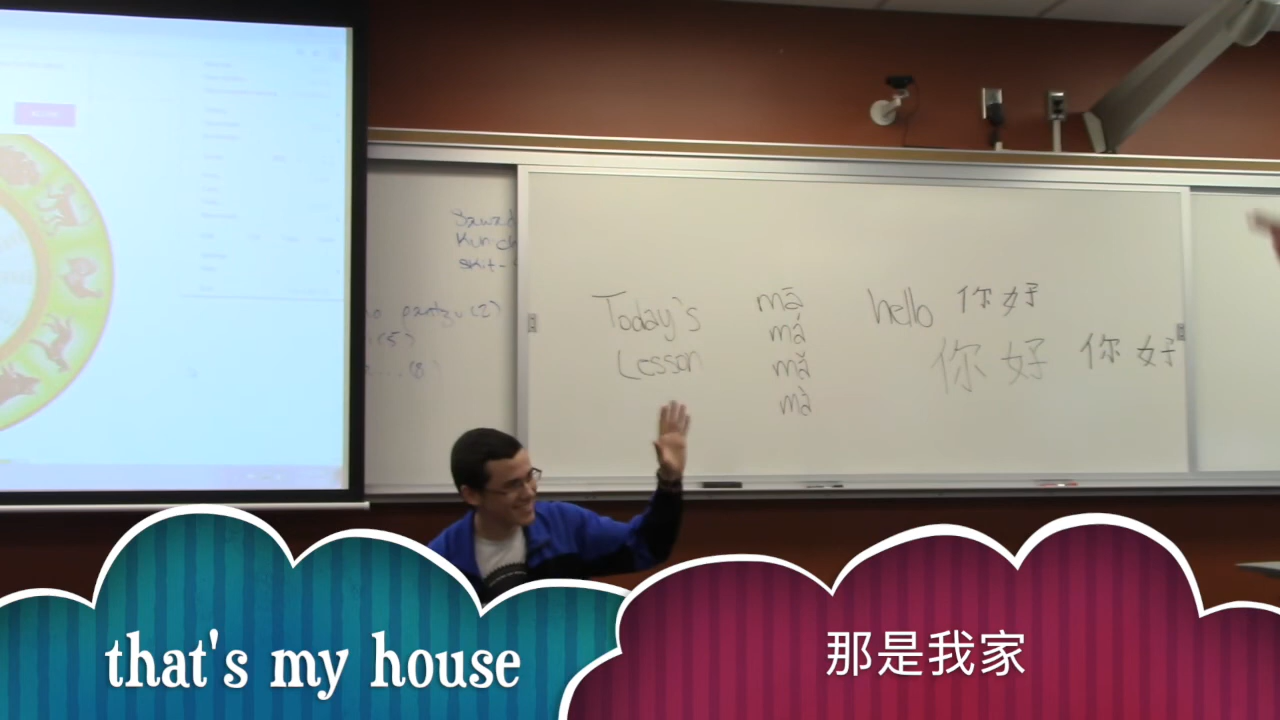 Today's
Lesson
mā
má
mǎ
mà
hello 你好
你好 你好
skit-
that's my house
那是我家